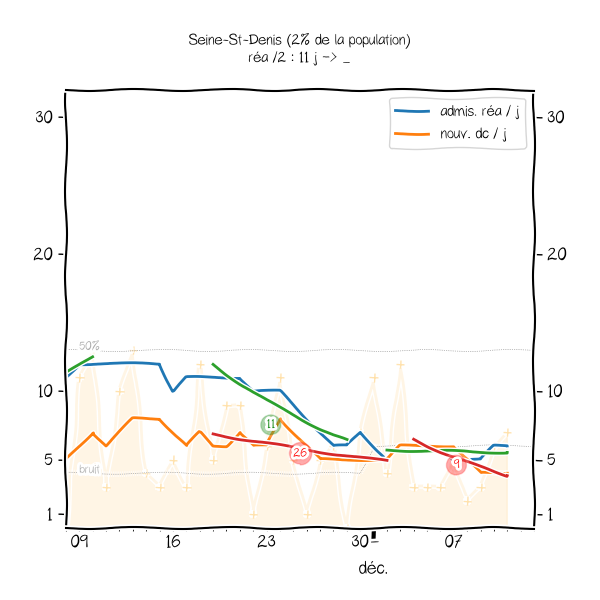 Seine-St-Denis (2% de la population)
réa /2 : 11 j -> _
admis. réa / j
nouv. dc / j
30
30
20
20
50%
10
10
11
26
9
5
5
bruit
1
1
09 16 23 30 07
déc.